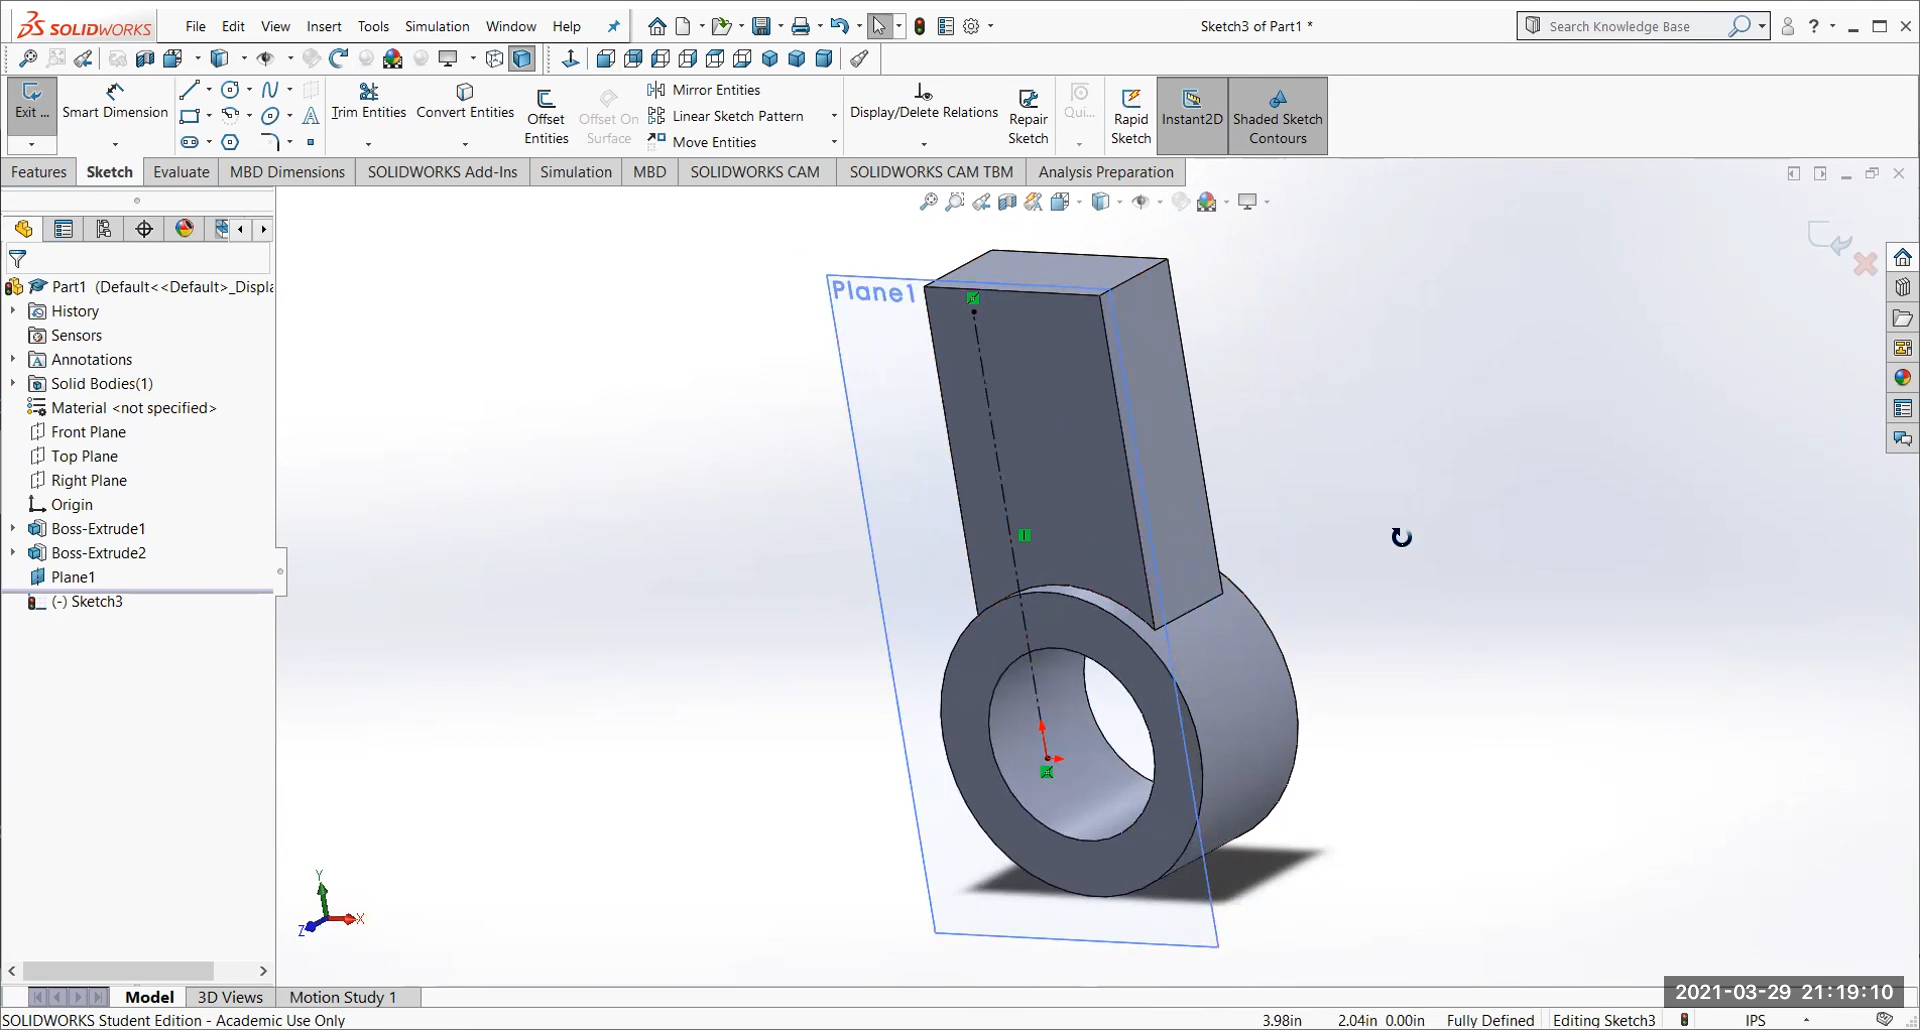 SOLIDWORKS File Edit View Insert Tools Simulation Window Help Sketch3 of Part1 * Search Knowledge Base ?
Exit ... Smart Dimension Trim Entities Convert Entities Offset Entities Offset On Surface Mirror Entities Linear Sketch Pattern Move Entities Display/Delete Relations Repair Sketch Qui... Rapid Sketch Instant2D Shaded Sketch Contours
Features Sketch Evaluate MBD Dimensions SOLIDWORKS Add-Ins Simulation MBD SOLIDWORKS CAM SOLIDWORKS CAM TBM Analysis Preparation
Part1 (Default<<Default>_Displa
History
Sensors
Annotations
Solid Bodies(1)
Material <not specified>
Front Plane
Top Plane
Right Plane
Origin
Boss-Extrude1
Boss-Extrude2
Plane1
(-) Sketch3
Plane1
Y
X
Z
Model 3D Views Motion Study 1
2021-03-29 21:19:10
SOLIDWORKS Student Edition - Academic Use Only 3.98in 2.04in 0.00in Fully Defined Editing Sketch3 IPS